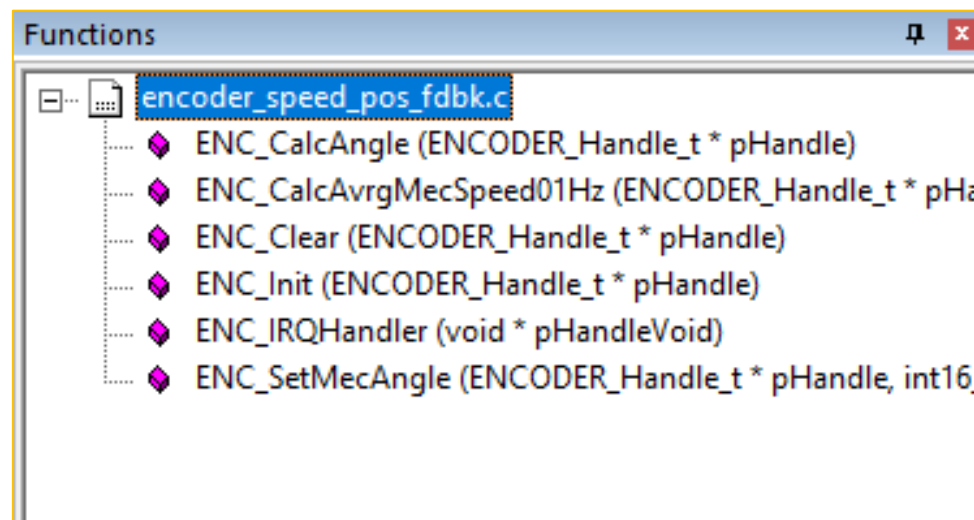 Functions
encoder_speed_pos_fdbk.c
ENC_CalcAngle (ENCODER_Handle_t * pHandle)
ENC_CalcAvrgMecSpeed01Hz (ENCODER_Handle_t * pHa
ENC_Clear (ENCODER_Handle_t * pHandle)
ENC_Init (ENCODER_Handle_t * pHandle)
ENC_IRQHandler (void * pHandleVoid)
ENC_SetMecAngle (ENCODER_Handle_t * pHandle, int16_